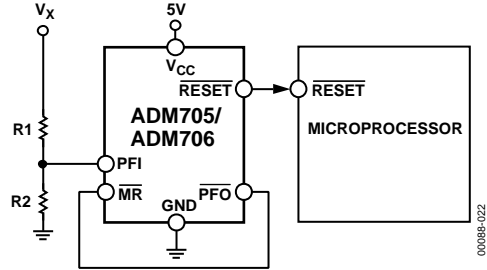 VX
5V
VCC
RESET
RESET
ADM705/
ADM706
MICROPROCESSOR
R1
PFI
R2
MR
GND
PFO
00088-022